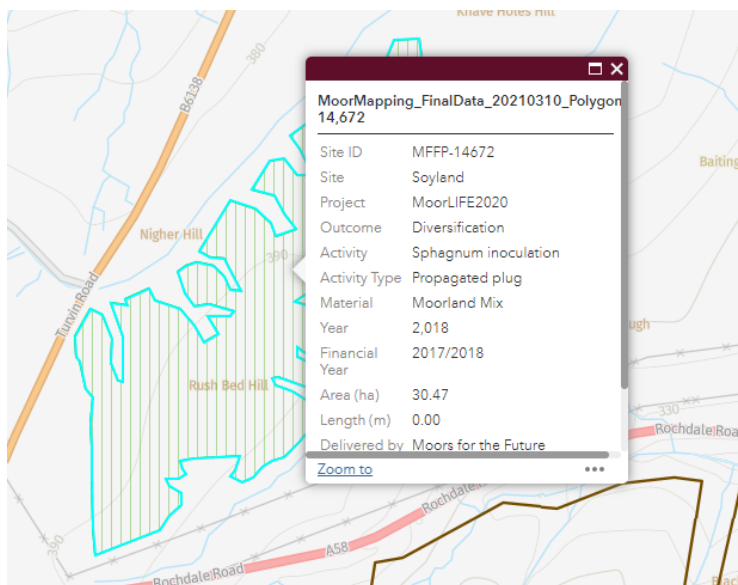 Knave Holes Hill
380
B6138
MoorMapping_FinalData_20210310_Polygon
14,672
Site ID MFFP-14672
Site Soyland
Project MoorLIFE2020
Outcome Diversification
Activity Sphagnum inoculation
Activity Type Propagated plug
Material Moorland Mix
Year 2,018
Financial Year 2017/2018
Area (ha) 30.47
Length (m) 0.00
Delivered by Moors for the Future
Zoom to
Baiting
Nigher Hill
390
Turvin Road
ugh
Rush Bed Hill
330
Rochdale Roa
390
Rochdale Road
A58
Rochdale